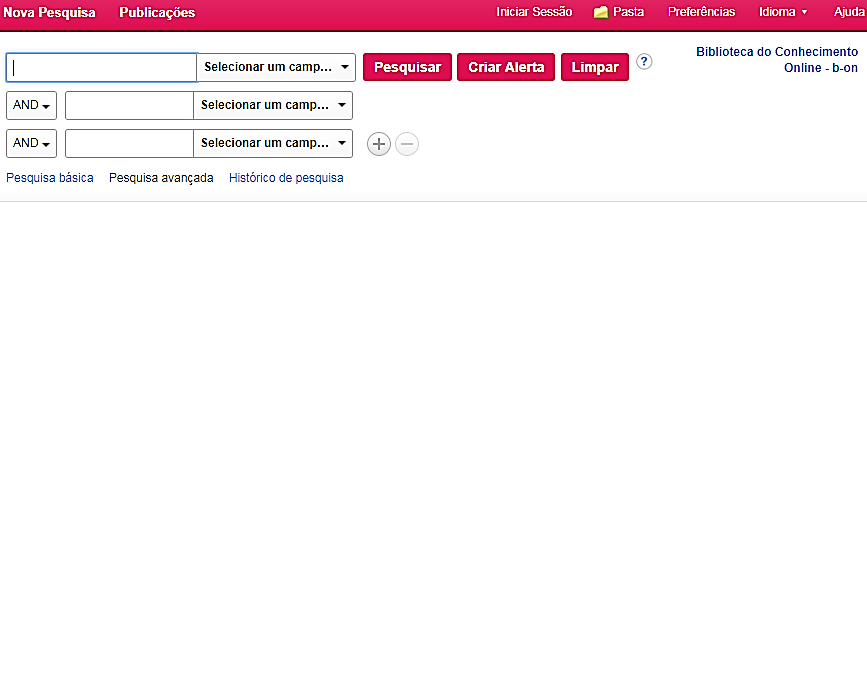 Nova Pesquisa Publicações Iniciar Sessão Pasta Preferências Idioma Ajuda
Biblioteca do Conhecimento
Online - b-on
Selecionar um camp... Pesquisar Criar Alerta Limpar ?
AND Selecionar um camp...
AND Selecionar um camp...
Pesquisa básica Pesquisa avançada Histórico de pesquisa